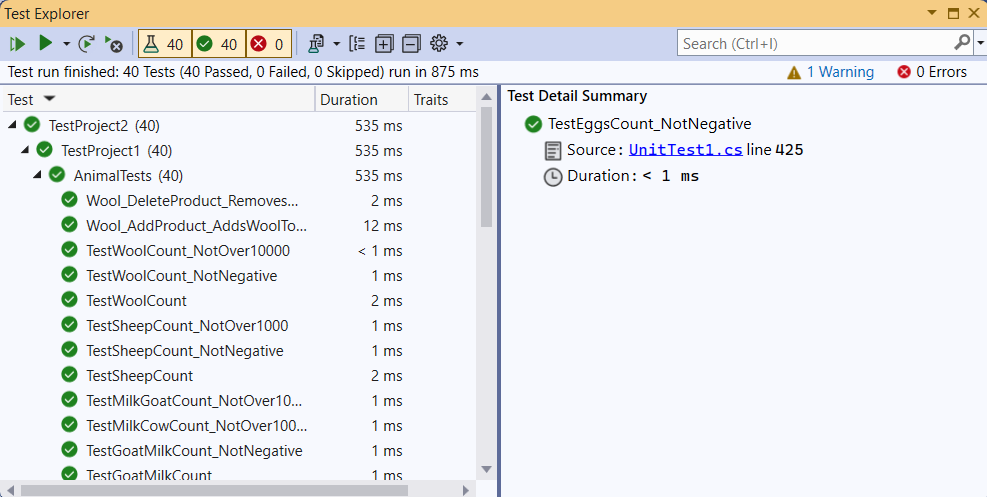 Test Explorer
40 40 0
Search (Ctrl+I)
Test run finished: 40 Tests (40 Passed, 0 Failed, 0 Skipped) run in 875 ms
1 Warning
0 Errors
Test Duration Traits
TestProject2 (40) 535 ms
TestProject1 (40) 535 ms
AnimalTests (40) 535 ms
Wool_DeleteProduct_Removes... 2 ms
Wool_AddProduct_AddsWoolTo... 12 ms
TestWoolCount_NotOver10000 < 1 ms
TestWoolCount_NotNegative 1 ms
TestWoolCount 2 ms
TestSheepCount_NotOver1000 1 ms
TestSheepCount_NotNegative 1 ms
TestSheepCount 2 ms
TestMilkGoatCount_NotOver10... 1 ms
TestMilkCowCount_NotOver100... 1 ms
TestGoatMilkCount_NotNegative 1 ms
TestGoatMilkCount 1 ms
Test Detail Summary
TestEggsCount_NotNegative
Source: UnitTest1.cs line 425
Duration: < 1 ms